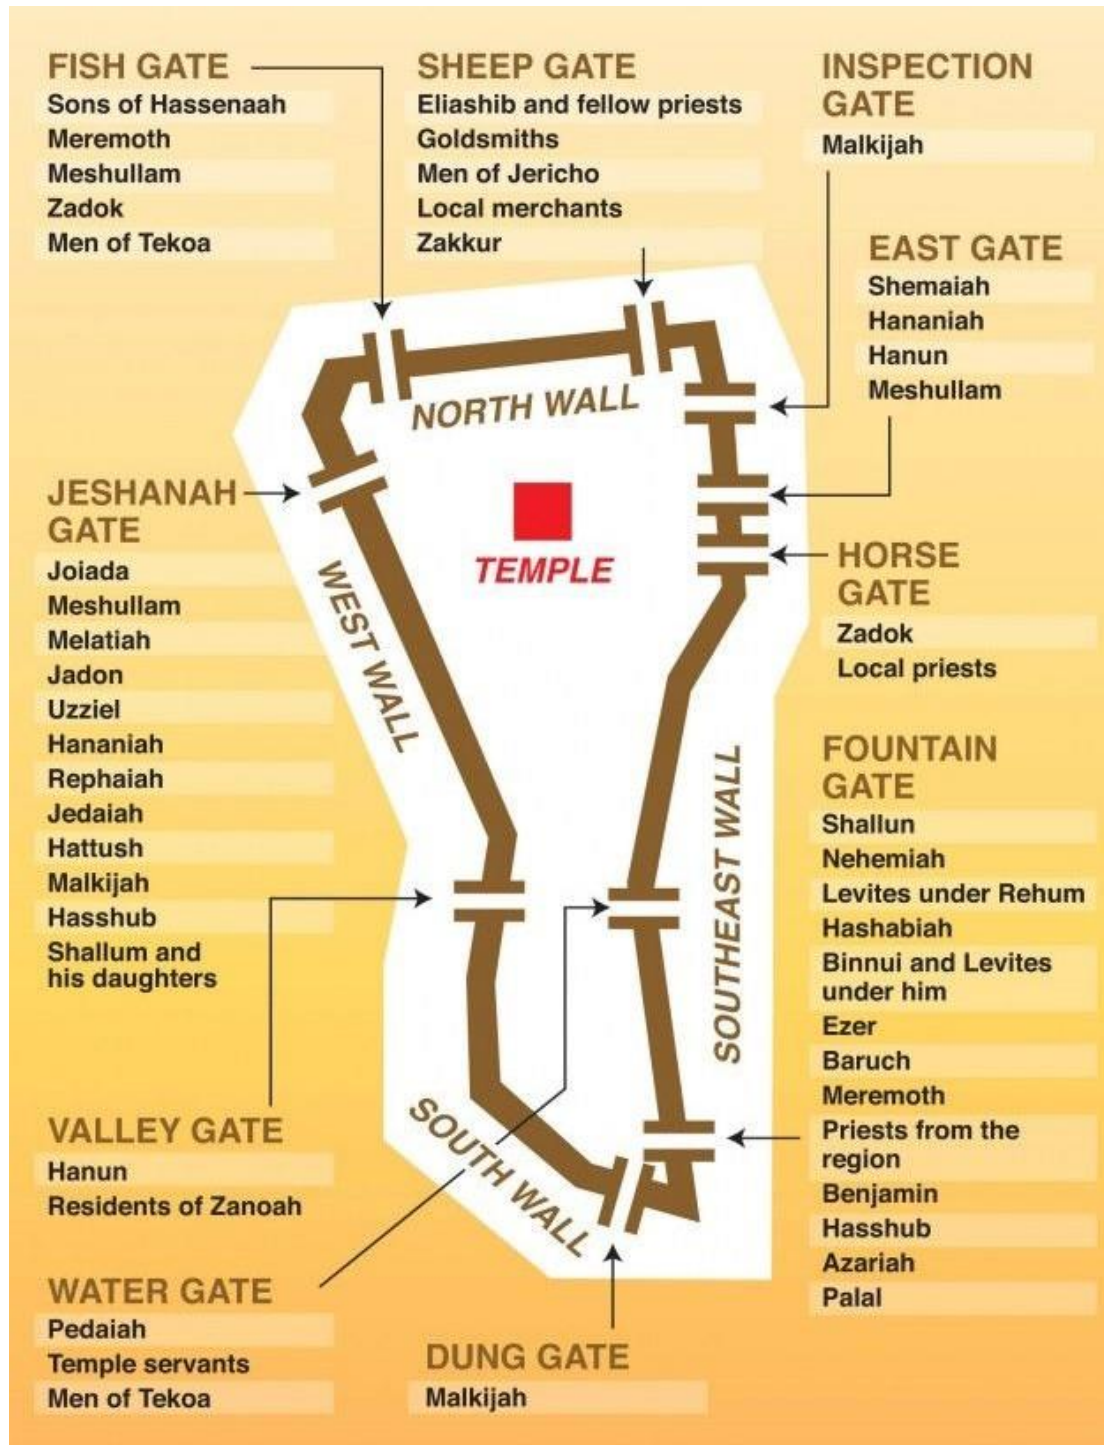 FISH GATE
Sons of Hassenaah
Meremoth
Meshullam
Zadok
Men of Tekoa
SHEEP GATE
Eliashib and fellow priests
Goldsmiths
Men of Jericho
Local merchants
Zakkur
INSPECTION
GATE
Malkijah
EAST GATE
Shemaiah
Hananiah
Hanun
Meshullam
NORTH WALL
TEMPLE
WEST WALL
JESHANAH
GATE
Joiada
Meshullam
Melatiah
Jadon
Uzziel
Hananiah
Rephaiah
Jedaiah
Hattush
Malkijah
Hasshub
Shallum and
his daughters
HORSE
GATE
Zadok
Local priests
SOUTHEAST WALL
FOUNTAIN
GATE
Shallun
Nehemiah
Levites under Rehum
Hashabiah
Binnui and Levites
under him
Ezer
Baruch
Meremoth
Priests from the
region
Benjamin
Hasshub
Azariah
Palal
SOUTH WALL
VALLEY GATE
Hanun
Residents of Zanoah
WATER GATE
Pedaiah
Temple servants
Men of Tekoa
DUNG GATE
Malkijah